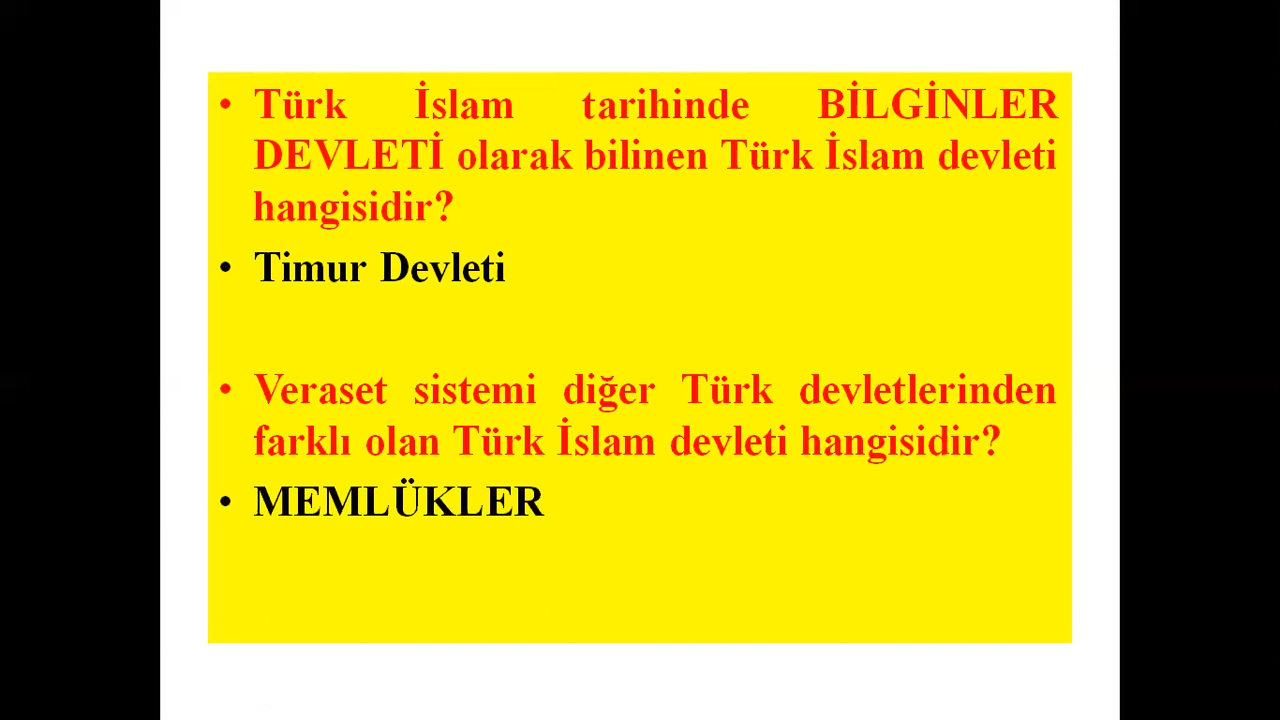 • Türk İslam tarihinde BİLGİNLER
DEVLETİ olarak bilinen Türk İslam devleti
hangisidir?
• Timur Devleti
• Veraset sistemi diğer Türk devletlerinden
farklı olan Türk İslam devleti hangisidir?
• MEMLÜKLER